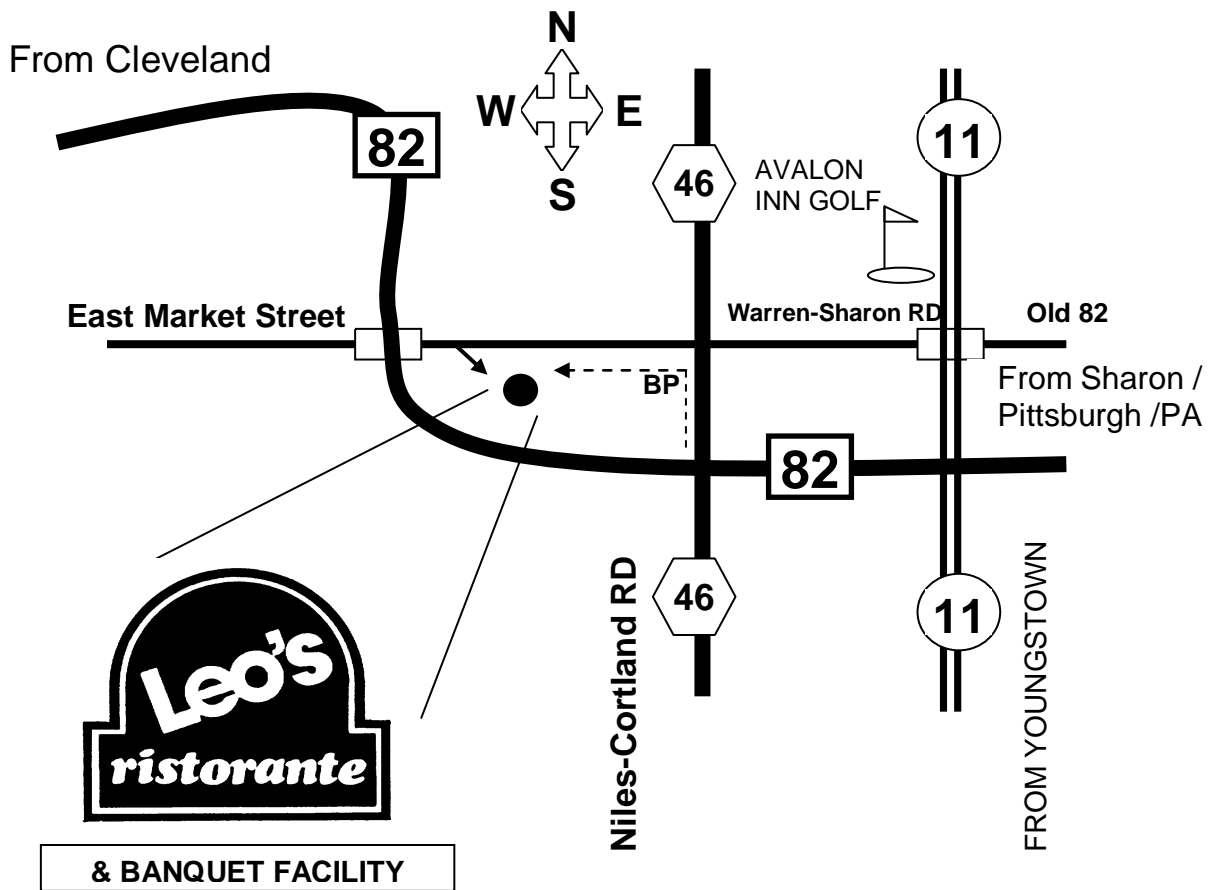 N
From Cleveland
W E
S
82
46
AVALON
INN GOLF
11
East Market Street
Warren-Sharon RD
Old 82
BP
From Sharon /
Pittsburgh /PA
82
Niles-Cortland RD
46
11
FROM YOUNGSTOWN
Leo's
ristorante
& BANQUET FACILITY